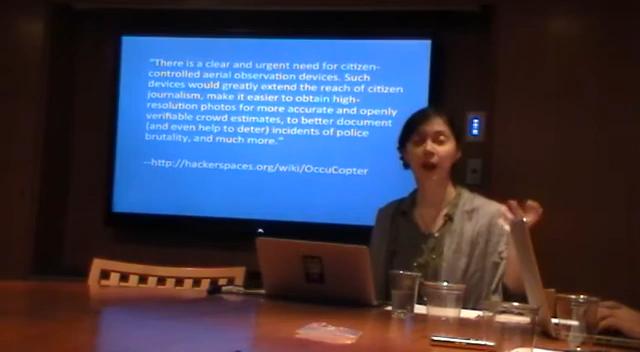 "There is a clear and urgent need for citizen-
controlled aerial observation devices. Such
devices would greatly extend the reach of citizen
journalism, make it easier to obtain high-
resolution photos for more accurate and openly
verifiable crowd estimates, to better document
(and even help to deter) incidents of police
brutality, and much more."
--http://hackerspaces.org/wiki/OccuCopter